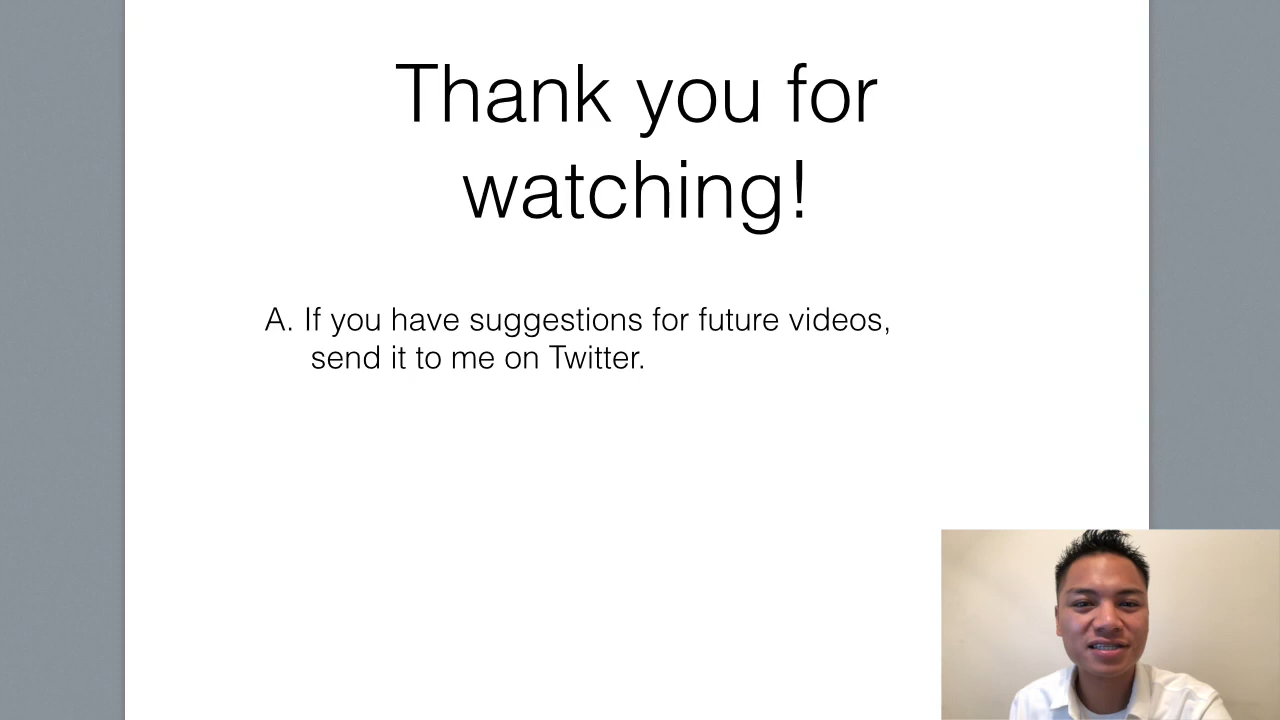 Thank you for
watching!
A. If you have suggestions for future videos,
send it to me on Twitter.